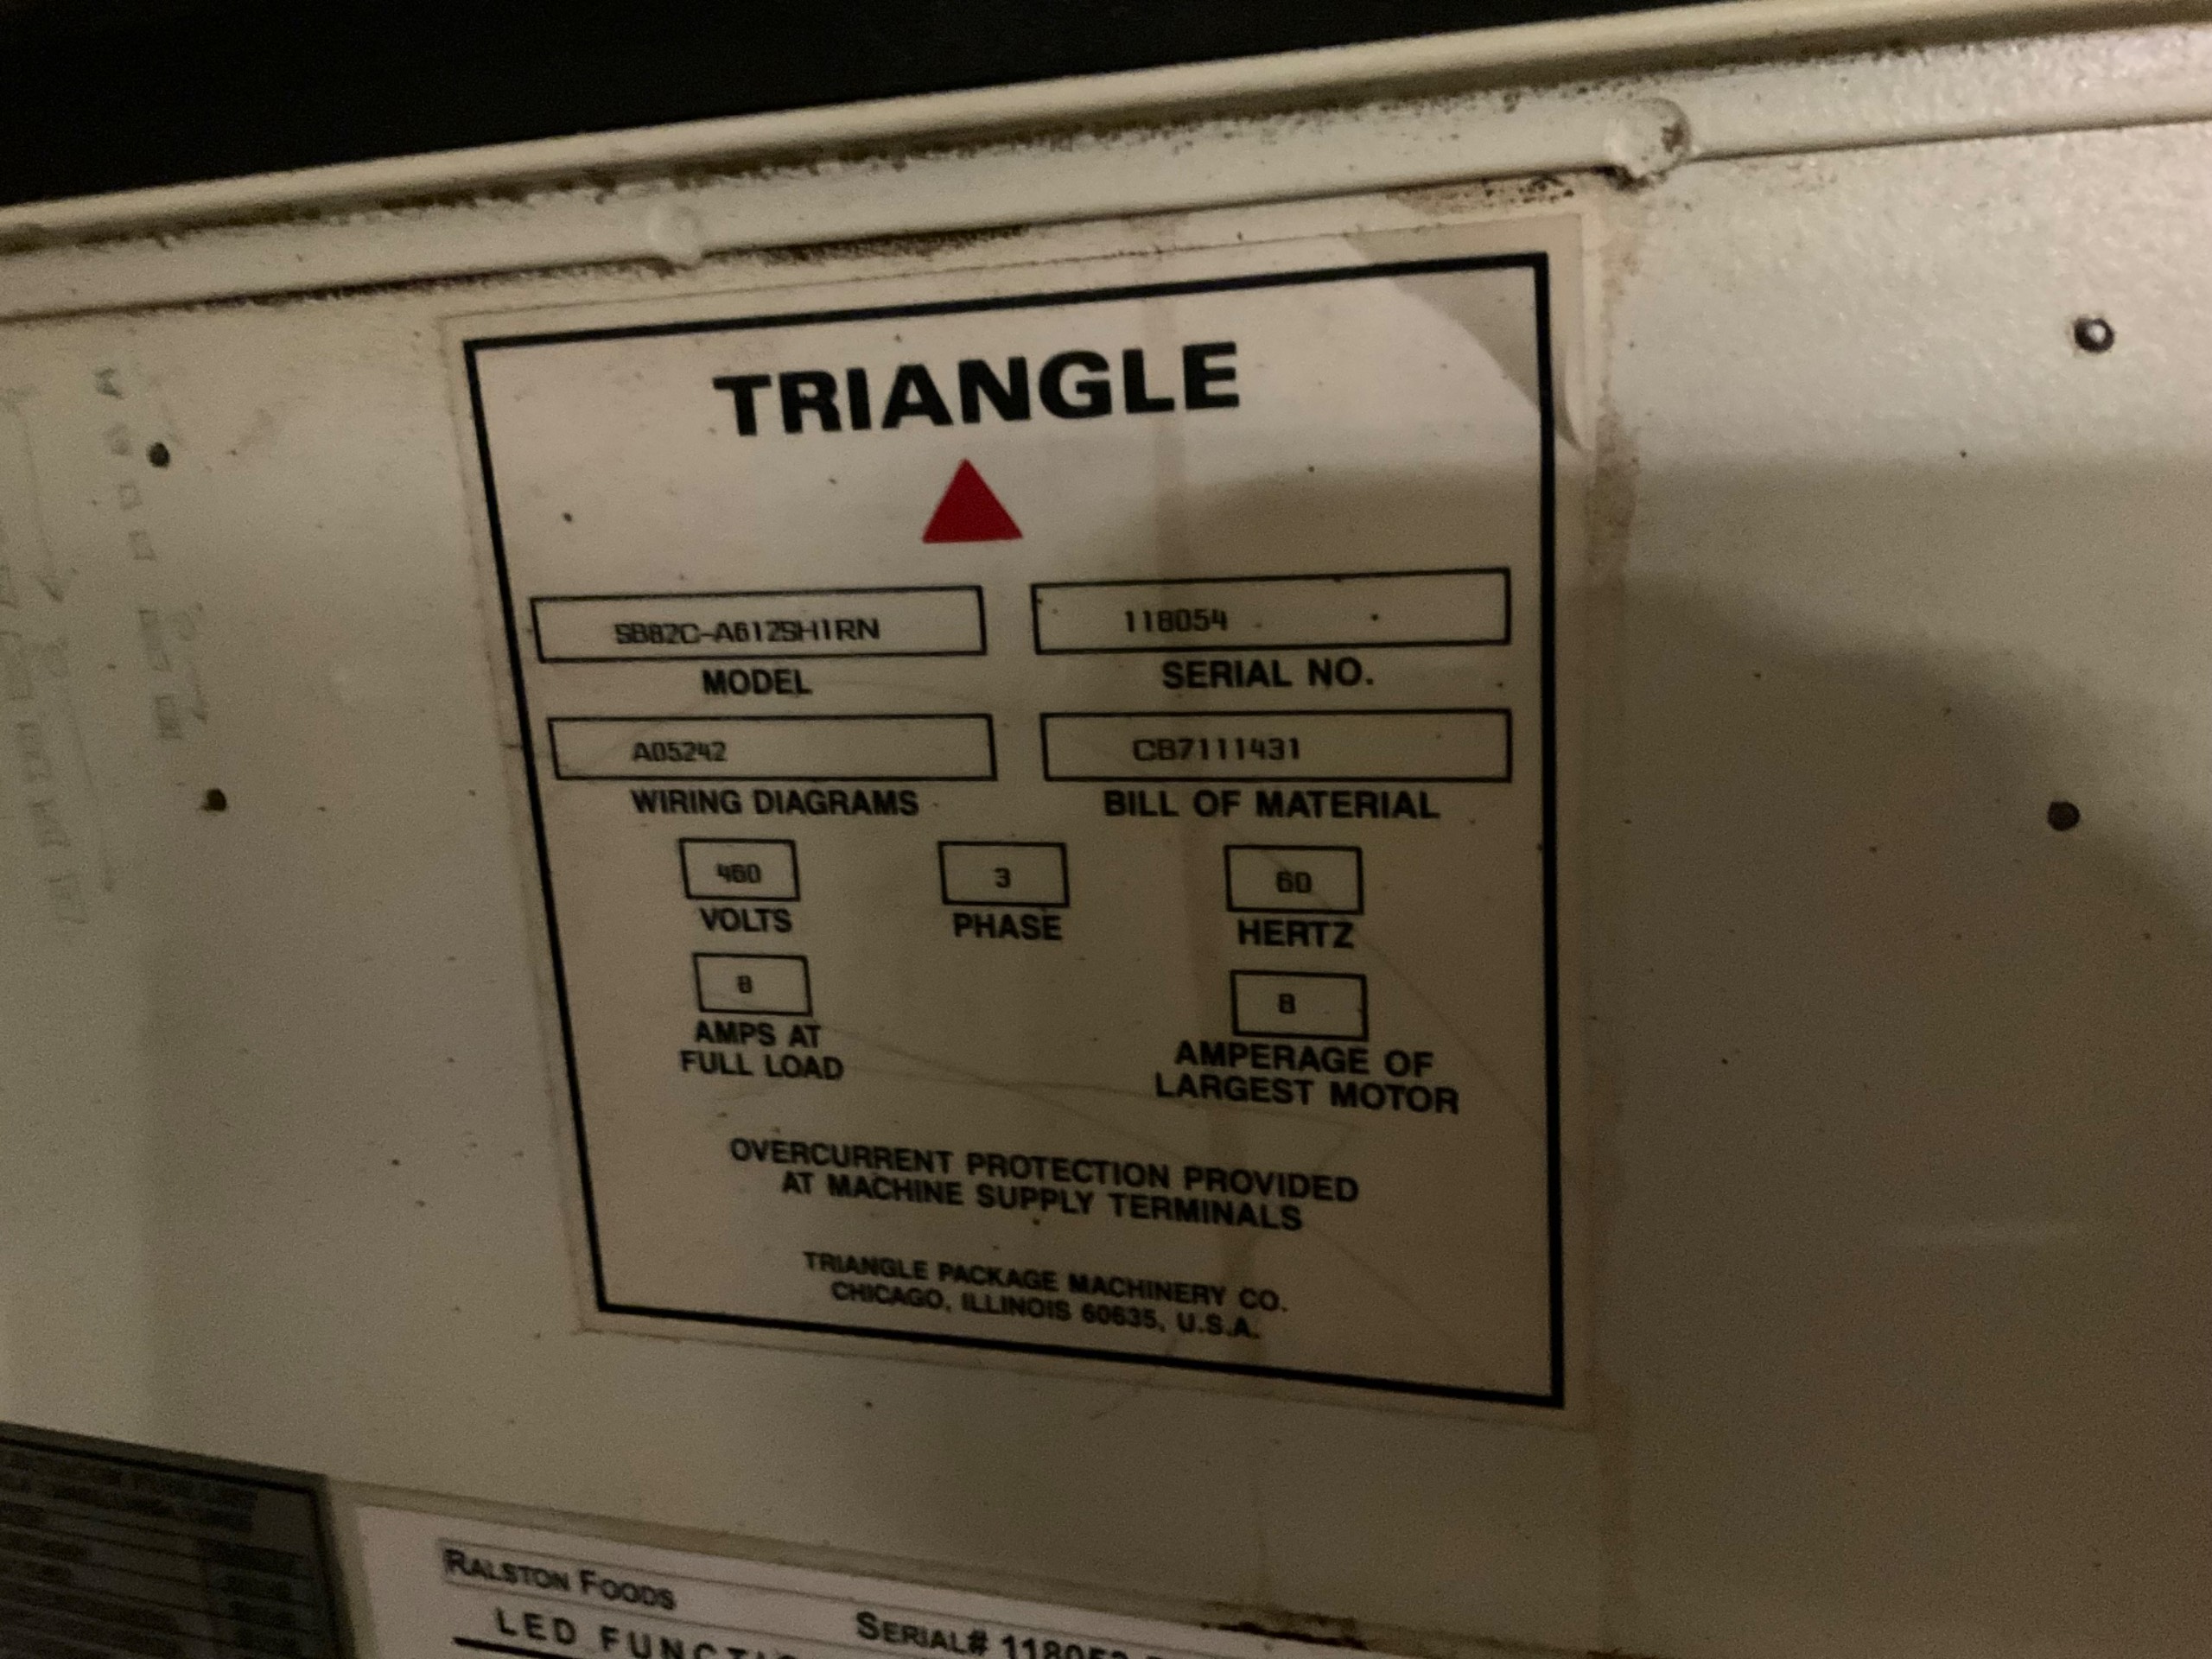 TRIANGLE
SB82C-A612SH1RN
118054
MODEL
SERIAL NO.
A05242
CB7111431
WIRING DIAGRAMS
BILL OF MATERIAL
460
3
60
VOLTS
PHASE
HERTZ
8
8
AMPS AT
FULL LOAD
AMPERAGE OF
LARGEST MOTOR
OVERCURRENT PROTECTION PROVIDED
AT MACHINE SUPPLY TERMINALS
TRIANGLE PACKAGE MACHINERY CO.
CHICAGO, ILLINOIS 60635, U.S.A.
RALSTON FOODS
SERIAL#
LED